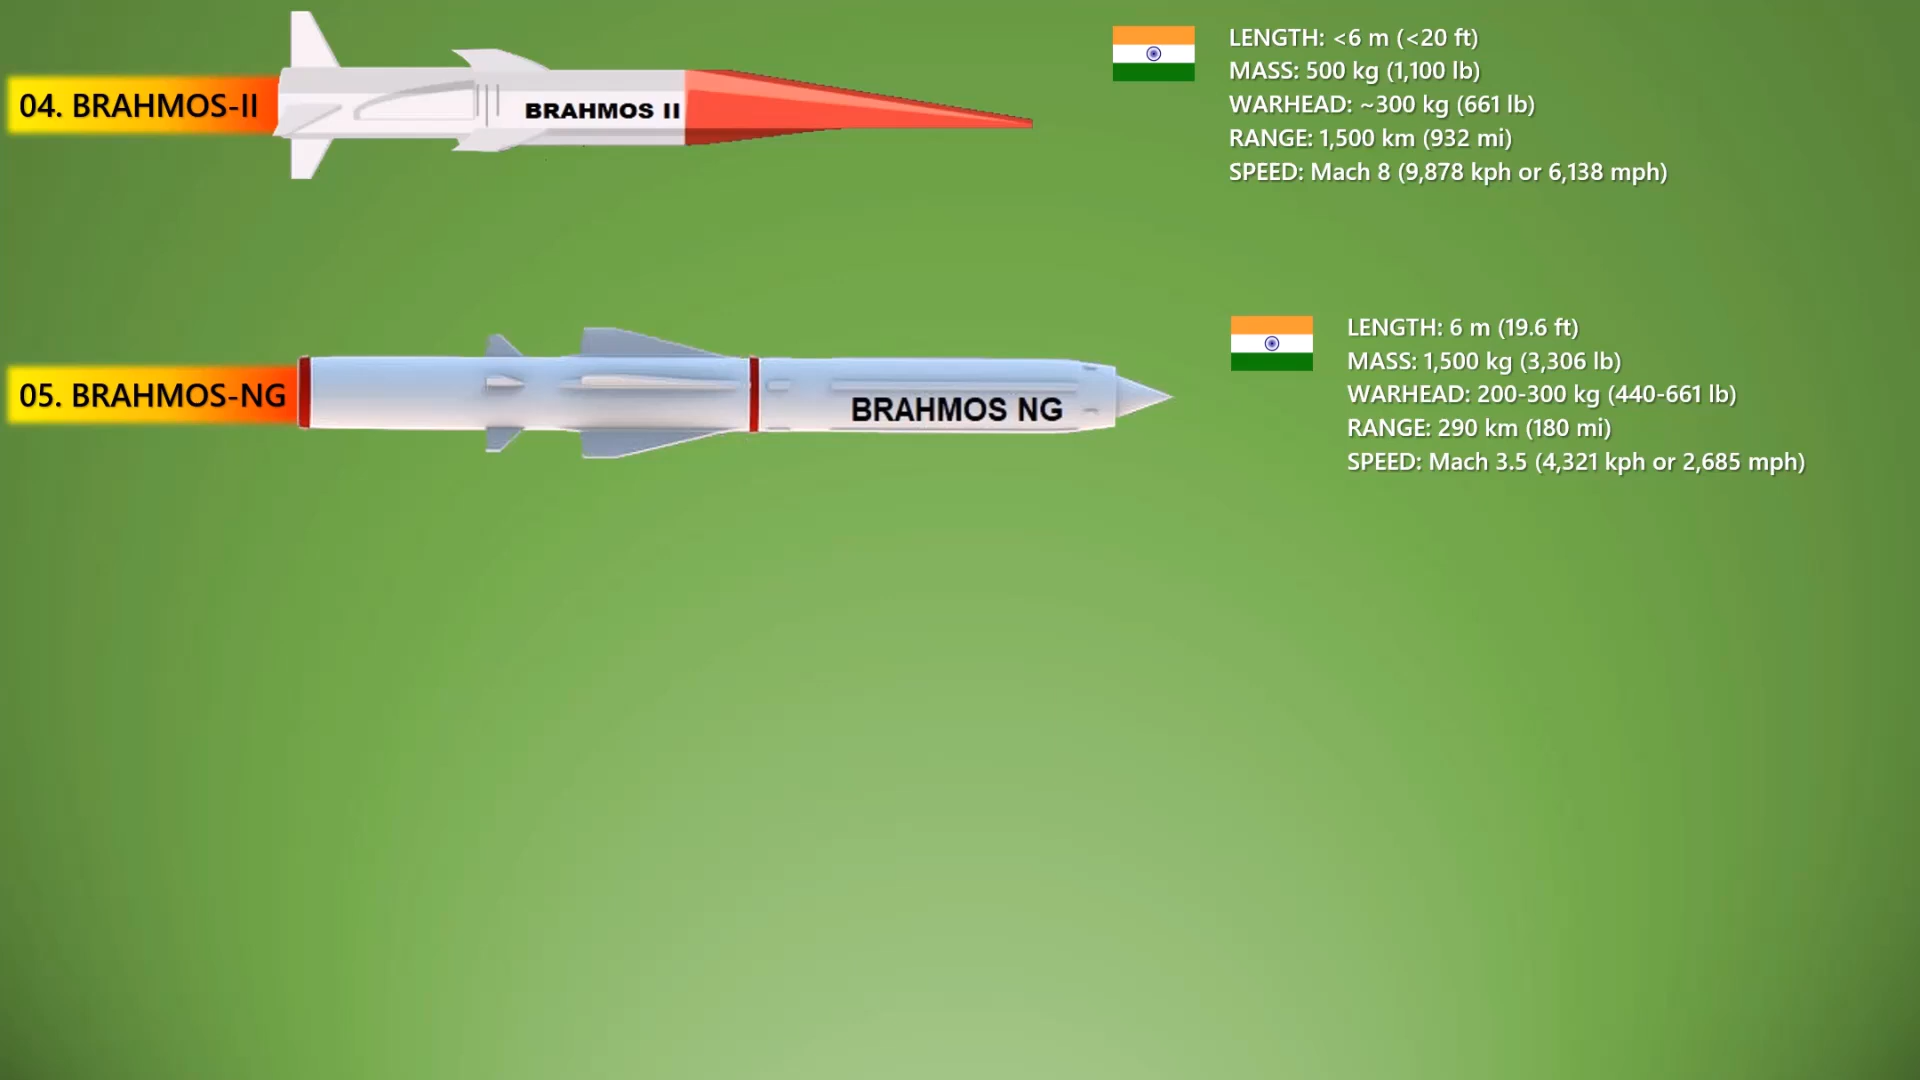 04. BRAHMOS-II
BRAHMOS II
LENGTH: <6 m (<20 ft)
MASS: 500 kg (1,100 lb)
WARHEAD: ~300 kg (661 lb)
RANGE: 1,500 km (932 mi)
SPEED: Mach 8 (9,878 kph or 6,138 mph)
05. BRAHMOS-NG
BRAHMOS NG
LENGTH: 6 m (19.6 ft)
MASS: 1,500 kg (3,306 lb)
WARHEAD: 200-300 kg (440-661 lb)
RANGE: 290 km (180 mi)
SPEED: Mach 3.5 (4,321 kph or 2,685 mph)